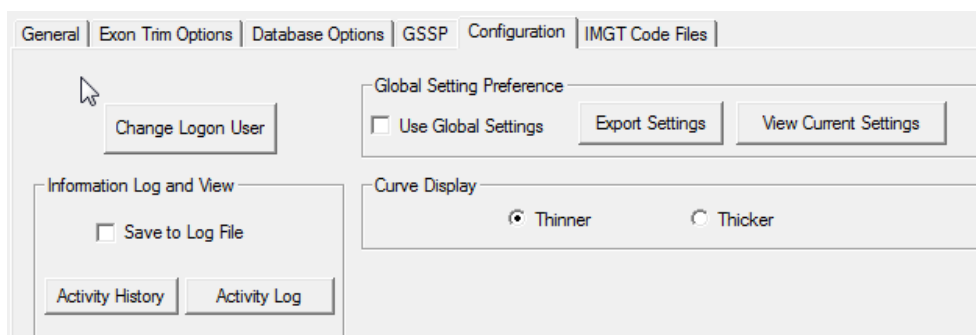 General Exon Trim Options Database Options GSSP Configuration IMGT Code Files
Change Logon User
Global Setting Preference
Use Global Settings Export Settings View Current Settings
Information Log and View
Save to Log File
Activity History Activity Log
Curve Display
Thinner Thicker